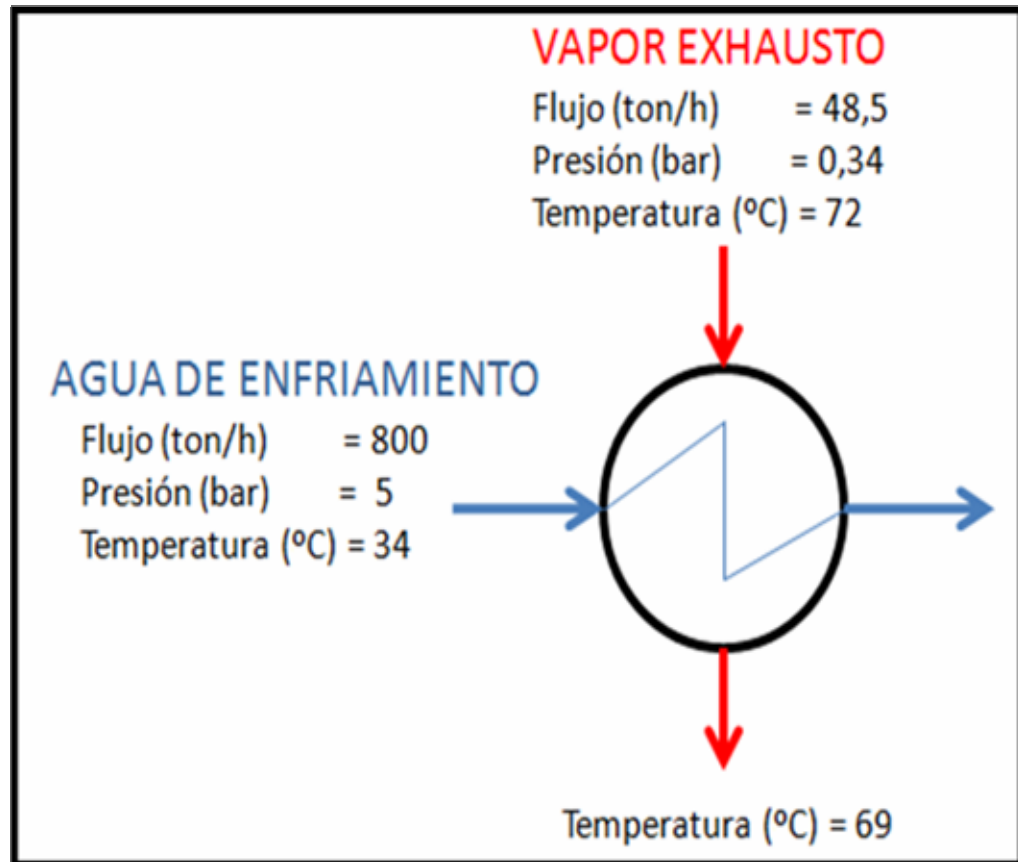 VAPOR EXHAUSTO
Flujo (ton/h) = 48,5
Presión (bar) = 0,34
Temperatura (ºC) = 72
AGUA DE ENFRIAMIENTO
Flujo (ton/h) = 800
Presión (bar) = 5
Temperatura (ºC) = 34
Temperatura (ºC) = 69